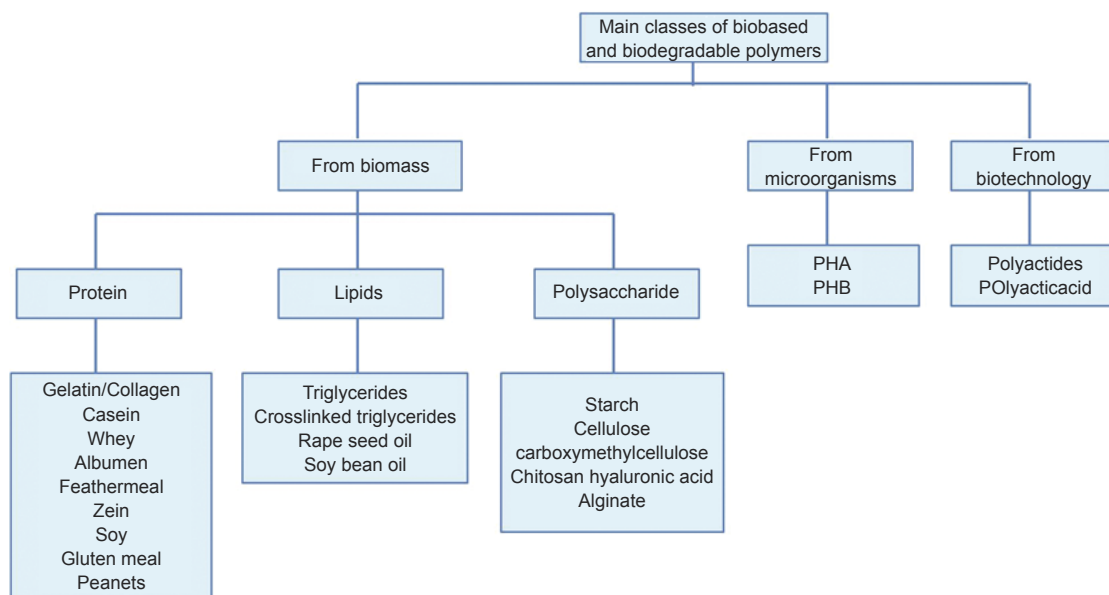 Main classes of biobased
and biodegradable polymers
From biomass
From
microorganisms
From
biotechnology
Protein
Lipids
Polysaccharide
PHA
PHB
Polyactides
POlyacticacid
Gelatin/Collagen
Casein
Whey
Albumen
Feathermeal
Zein
Soy
Gluten meal
Peanets
Triglycerides
Crosslinked triglycerides
Rape seed oil
Soy bean oil
Starch
Cellulose
carboxymethylcellulose
Chitosan hyaluronic acid
Alginate